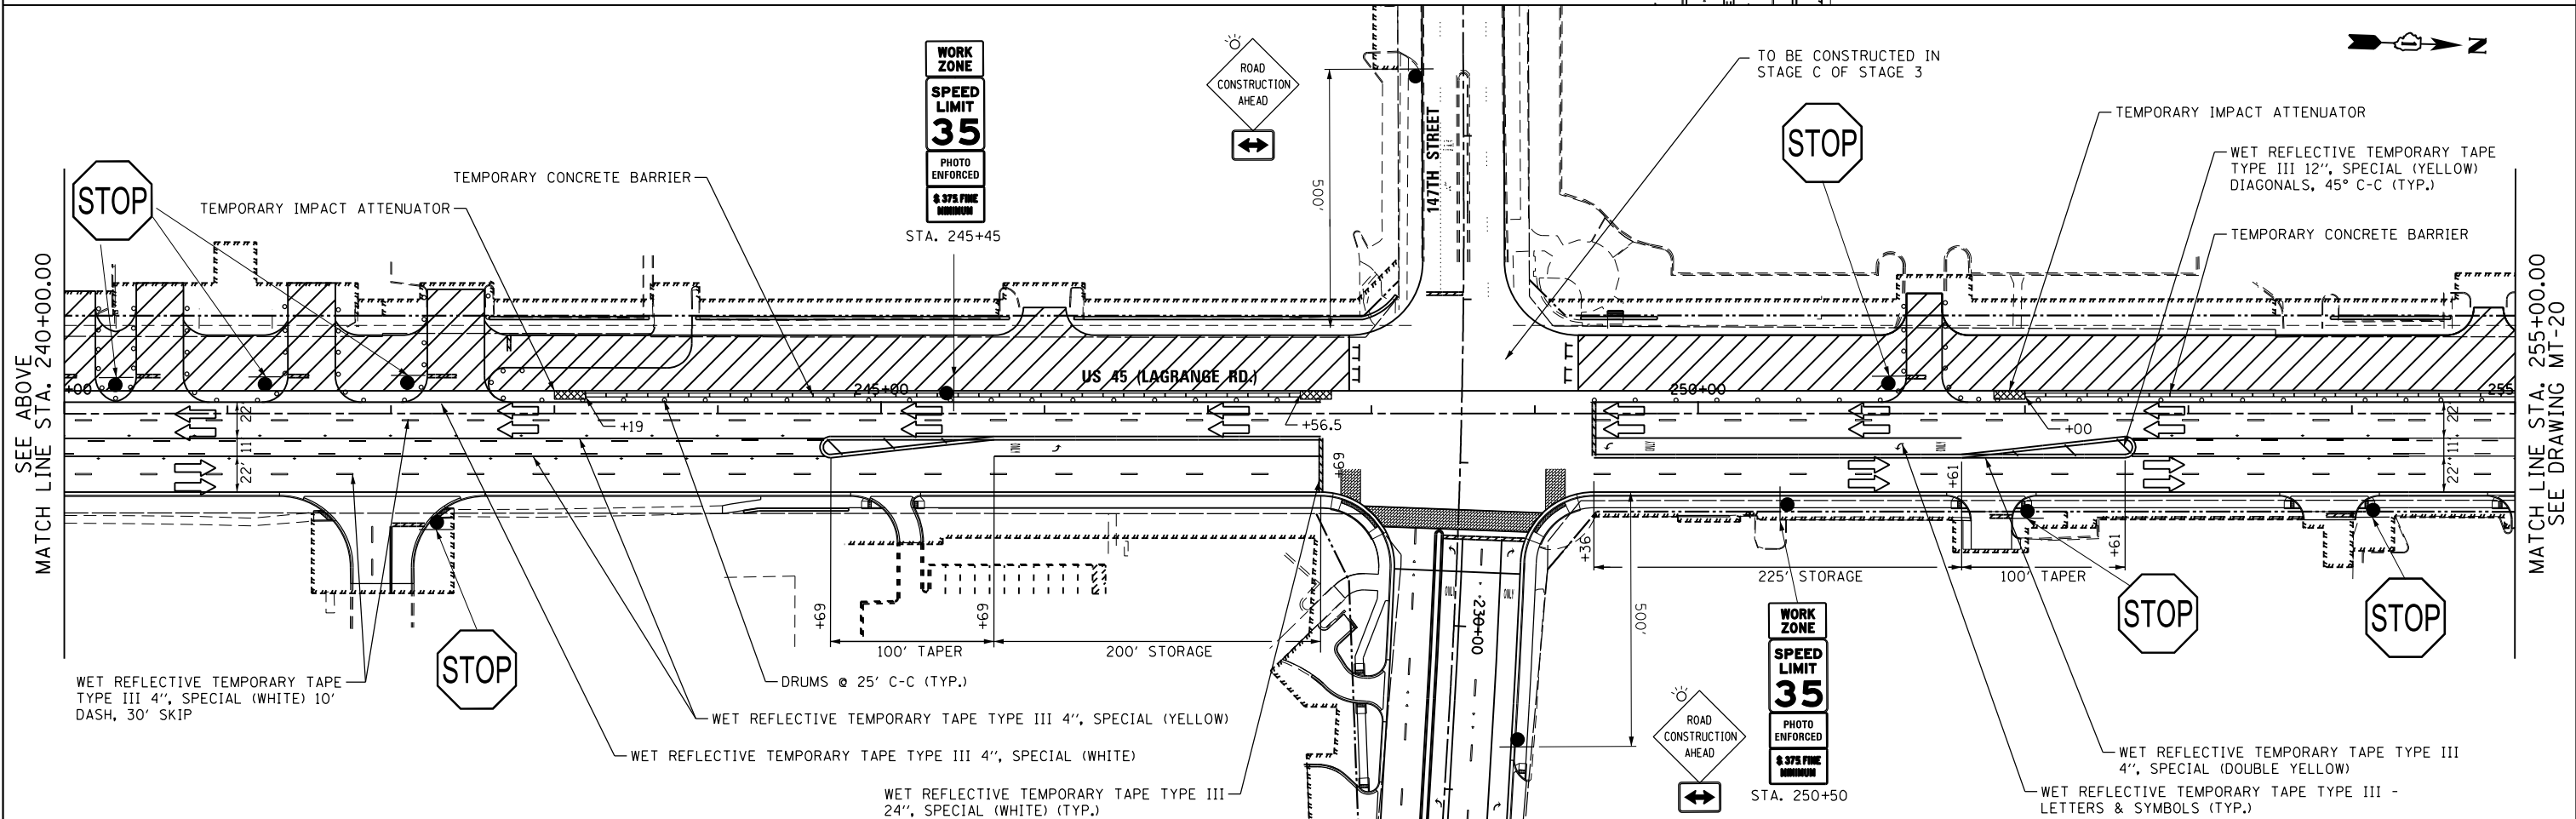 WORK
ZONE
SPEED
LIMIT
35
PHOTO
ENFORCED
$ 375 FINE
MINIMUM
STA. 245+45
ROAD
CONSTRUCTION
AHEAD
500'
147TH STREET
TO BE CONSTRUCTED IN
STAGE C OF STAGE 3
N
STOP
TEMPORARY IMPACT ATTENUATOR
WET REFLECTIVE TEMPORARY TAPE
TYPE III 12", SPECIAL (YELLOW)
DIAGONALS, 45° C-C (TYP.)
TEMPORARY CONCRETE BARRIER
STOP
TEMPORARY CONCRETE BARRIER
TEMPORARY IMPACT ATTENUATOR
SEE ABOVE
MATCH LINE STA. 240+00.00
MATCH LINE STA. 255+00.00
SEE DRAWING MT-20
+00
245+00
US 45 (LAGRANGE RD.)
250+00
255
22'
11'
22'
+19
+56.5
+69
ONLY
ONLY
+00
+61
22'
11'
22'
+69
+69
100' TAPER
200' STORAGE
+36
225' STORAGE
100' TAPER
+61
ONLY
ONLY
230+00
500'
STOP
STOP
STOP
WET REFLECTIVE TEMPORARY TAPE
TYPE III 4", SPECIAL (WHITE) 10'
DASH, 30' SKIP
DRUMS @ 25' C-C (TYP.)
WET REFLECTIVE TEMPORARY TAPE TYPE III 4", SPECIAL (YELLOW)
WET REFLECTIVE TEMPORARY TAPE TYPE III 4", SPECIAL (WHITE)
WET REFLECTIVE TEMPORARY TAPE TYPE III
24", SPECIAL (WHITE) (TYP.)
ROAD
CONSTRUCTION
AHEAD
WORK
ZONE
SPEED
LIMIT
35
PHOTO
ENFORCED
$ 375 FINE
MINIMUM
STA. 250+50
WET REFLECTIVE TEMPORARY TAPE TYPE III
4", SPECIAL (DOUBLE YELLOW)
WET REFLECTIVE TEMPORARY TAPE TYPE III -
LETTERS & SYMBOLS (TYP.)